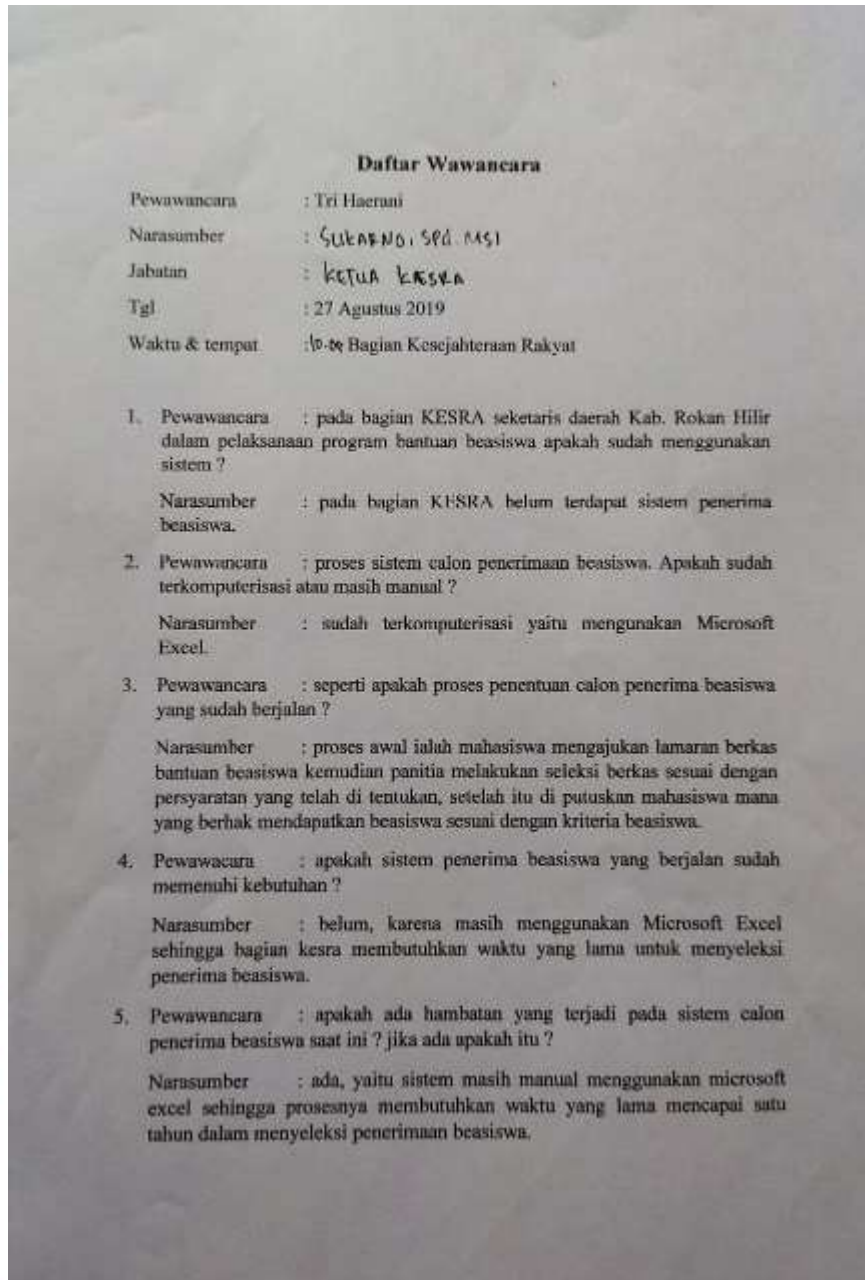 Daftar Wawancara
Pewawancara : Tri Haerani
Narasumber : SUKARNO, SPd. MSI
Jabatan : KETUA KESRA
Tgl : 27 Agustus 2019
Waktu & tempat : 10.00 Bagian Kesejahteraan Rakyat
1. Pewawancara : pada bagian KESRA seketaris daerah Kab. Rokan Hilir
dalam pelaksanaan program bantuan beasiswa apakah sudah menggunakan
sistem ?
Narasumber : pada bagian KESRA belum terdapat sistem penerima
beasiswa.
2. Pewawancara : proses sistem calon penerimaan beasiswa. Apakah sudah
terkomputerisasi atau masih manual ?
Narasumber : sudah terkomputerisasi yaitu mengunakan Microsoft
Excel.
3. Pewawancara : seperti apakah proses penentuan calon penerima beasiswa
yang sudah berjalan ?
Narasumber : proses awal ialah mahasiswa mengajukan lamaran berkas
bantuan beasiswa kemudian panitia melakukan seleksi berkas sesuai dengan
persyaratan yang telah di tentukan, setelah itu di putuskan mahasiswa mana
yang berhak mendapatkan beasiswa sesuai dengan kriteria beasiswa.
4. Pewawacara : apakah sistem penerima beasiswa yang berjalan sudah
memenuhi kebutuhan ?
Narasumber : belum, karena masih menggunakan Microsoft Excel
sehingga bagian kesra membutuhkan waktu yang lama untuk menyeleksi
penerima beasiswa.
5. Pewawancara : apakah ada hambatan yang terjadi pada sistem calon
penerima beasiswa saat ini ? jika ada apakah itu ?
Narasumber : ada, yaitu sistem masih manual menggunakan microsoft
excel sehingga prosesnya membutuhkan waktu yang lama mencapai satu
tahun dalam menyeleksi penerimaan beasiswa.